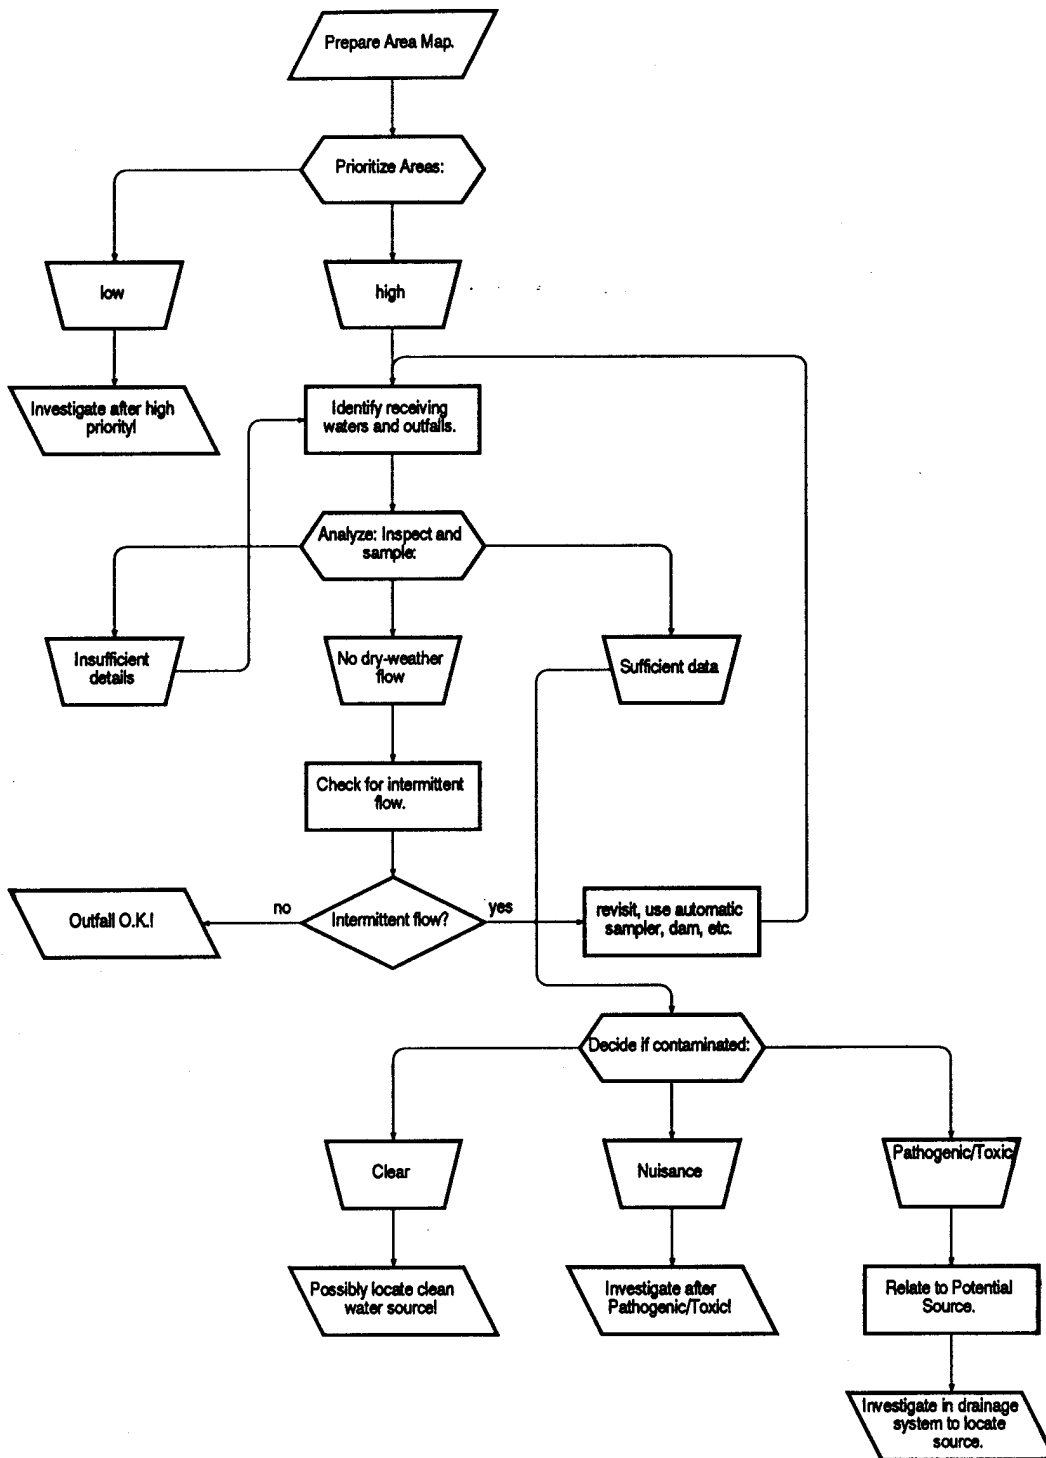 Prepare Area Map.
Prioritize Areas:
low
high
Investigate after high
priority!
Identify receiving
waters and outfalls.
Analyze: Inspect and
sample:
Insufficient
details
No dry-weather
flow
Sufficient data
Check for intermittent
flow.
Outfall O.K.!
no
Intermittent flow?
yes
revisit, use automatic
sampler, dam, etc.
Decide if contaminated:
Clear
Nuisance
Pathogenic/Toxic
Possibly locate clean
water source!
Investigate after
Pathogenic/Toxic!
Relate to Potential
Source.
Investigate in drainage
system to locate
source.